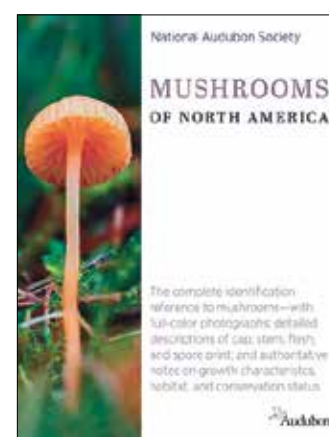 National Audubon Society
MUSHROOMS
OF NORTH AMERICA
The complete identification
reference to mushrooms—with
full-color photographs; detailed
descriptions of cap, stem, flesh,
and spore print; and authoritative
notes on growth characteristics,
habitat, and conservation status
Audubon